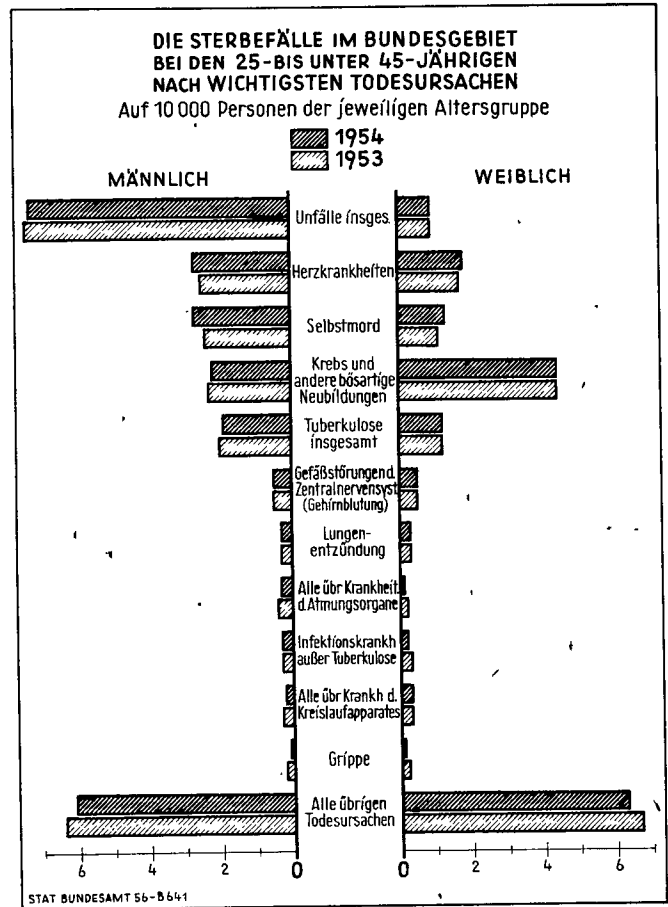 DIE STERBEFÄLLE IM BUNDESGEBIET
BEI DEN 25-BIS UNTER 45-JÄHRIGEN
NACH WICHTIGSTEN TODESURSACHEN
Auf 10 000 Personen der jeweiligen Altersgruppe
1954
1953
MÄNNLICH
WEIBLICH
Unfälle insges.
Herzkrankheiten
Selbstmord
Krebs und
andere bösartige
Neubildungen
Tuberkulose
insgesamt
Gefäßstörungen d.
Zentralnervensyst.
(Gehirnblutung)
Lungen-
entzündung
Alle übr Krankheit.
d. Atmungsorgane
Infektionskrankh
außer Tuberkulose
Alle übr Krankh d.
Kreislaufapparates
Grippe
Alle übrigen
Todesursachen
6 4 2 0 0 2 4 6
STAT BUNDESAMT 56-B641